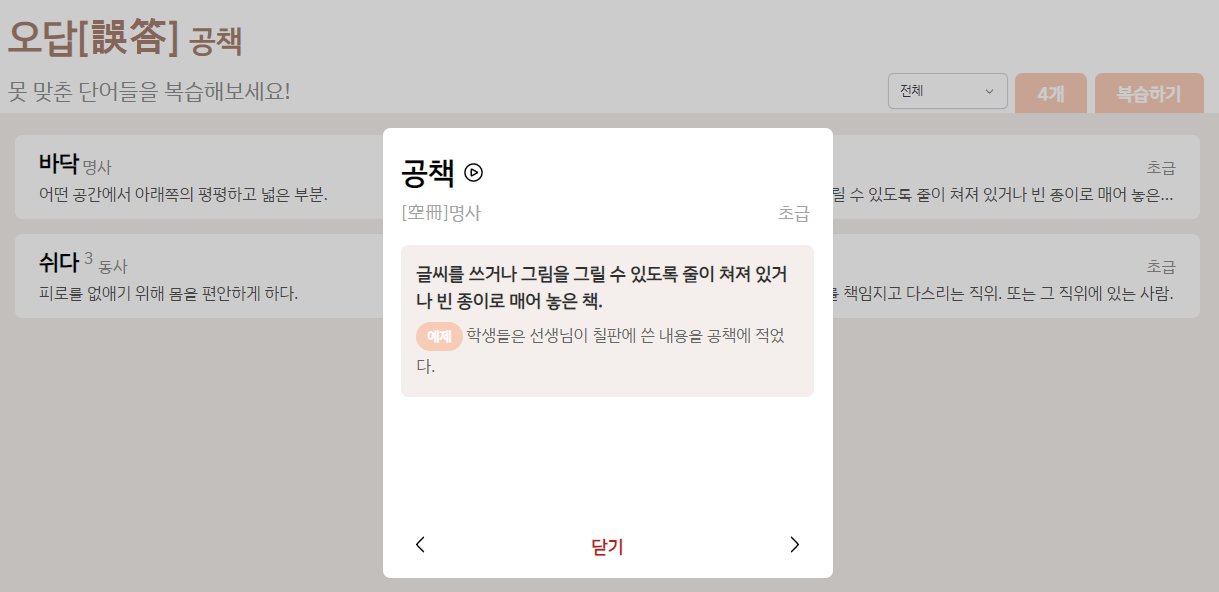 오답[誤答] 공책
못 맞춘 단어들을 복습해보세요!
전체
4개
복습하기
바닥 명사
어떤 공간에서 아래쪽의 평평하고 넓은 부분.
초급
릴 수 있도록 줄이 쳐져 있거나 빈 종이로 매어 놓은...
쉬다 3 동사
피로를 없애기 위해 몸을 편안하게 하다.
초급
책임지고 다스리는 직위. 또는 그 직위에 있는 사람.
공책
[空冊]명사
초급
글씨를 쓰거나 그림을 그릴 수 있도록 줄이 쳐져 있거
나 빈 종이로 매어 놓은 책.
예제 학생들은 선생님이 칠판에 쓴 내용을 공책에 적었
다.
닫기